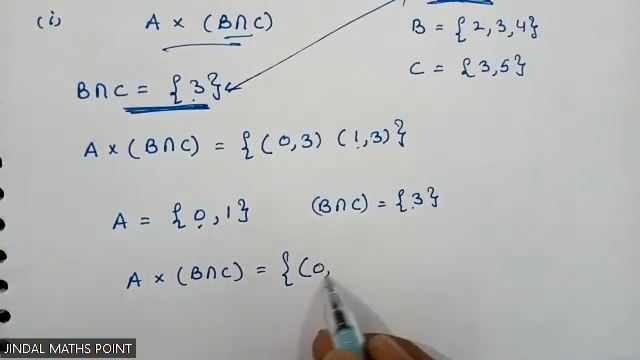 (i) A × (B∩C)
B = {2,3,4}
C = {3,5}
B∩C = {3}
A × (B∩C) = {(0,3) (1,3)}
A = {0,1} (B∩C) = {3}
A × (B∩C) = {(0,
JINDAL MATHS POINT